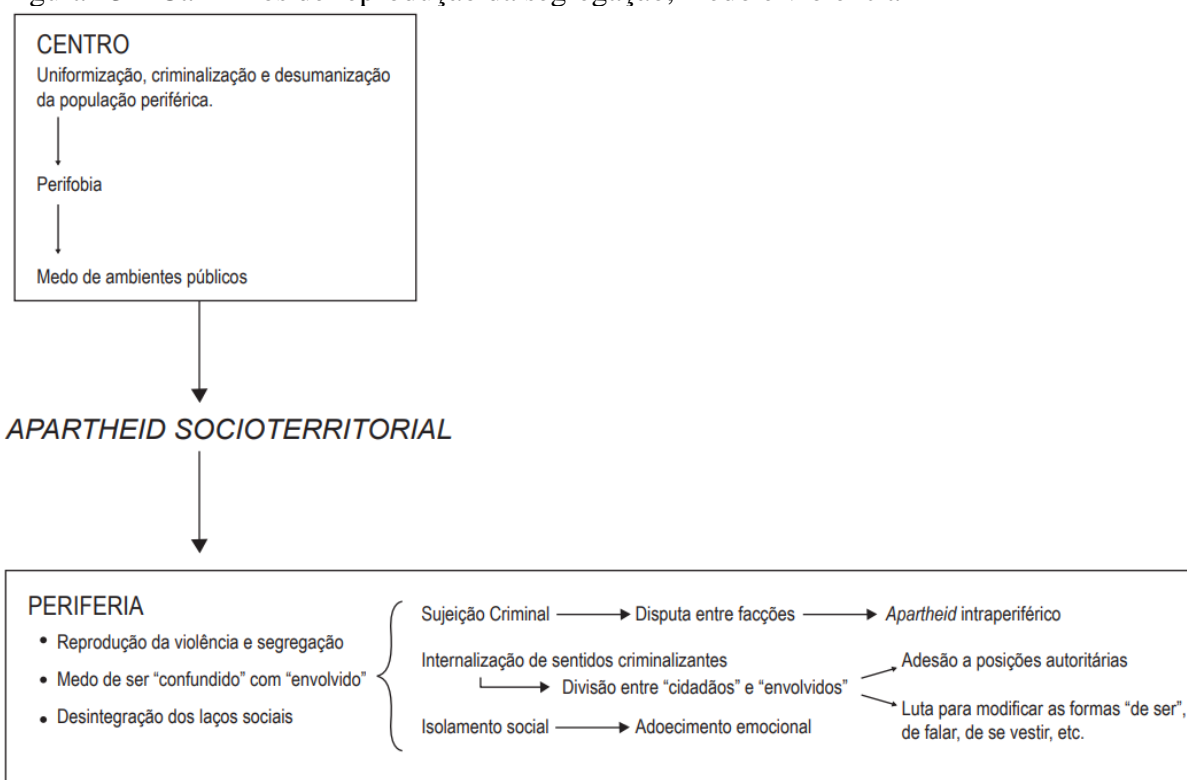 CENTRO
Uniformização, criminalização e desumanização
da população periférica.
Perifobia
Medo de ambientes públicos
APARTHEID SOCIOTERRITORIAL
PERIFERIA
• Reprodução da violência e segregação
• Medo de ser “confundido” com “envolvido”
• Desintegração dos laços sociais
Sujeição Criminal
Disputa entre facções
Apartheid intraperiférico
Internalização de sentidos criminalizantes
Divisão entre “cidadãos” e “envolvidos”
Adesão a posições autoritárias
Luta para modificar as formas “de ser”,
de falar, de se vestir, etc.
Isolamento social
Adoecimento emocional